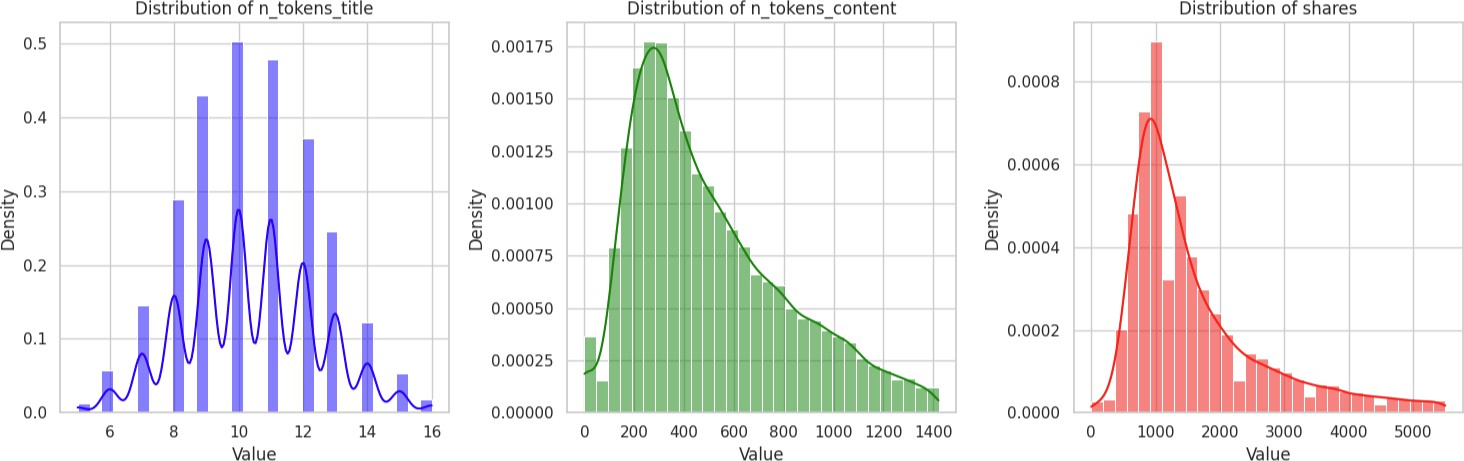 Distribution of n_tokens_title
0.5
0.4
0.3
0.2
0.1
0.0
Density
6 8 10 12 14 16
Value
Distribution of n_tokens_content
0.00175
0.00150
0.00125
0.00100
0.00075
0.00050
0.00025
0.00000
Density
0 200 400 600 800 1000 1200 1400
Value
Distribution of shares
0.0008
0.0006
0.0004
0.0002
0.0000
Density
0 1000 2000 3000 4000 5000
Value